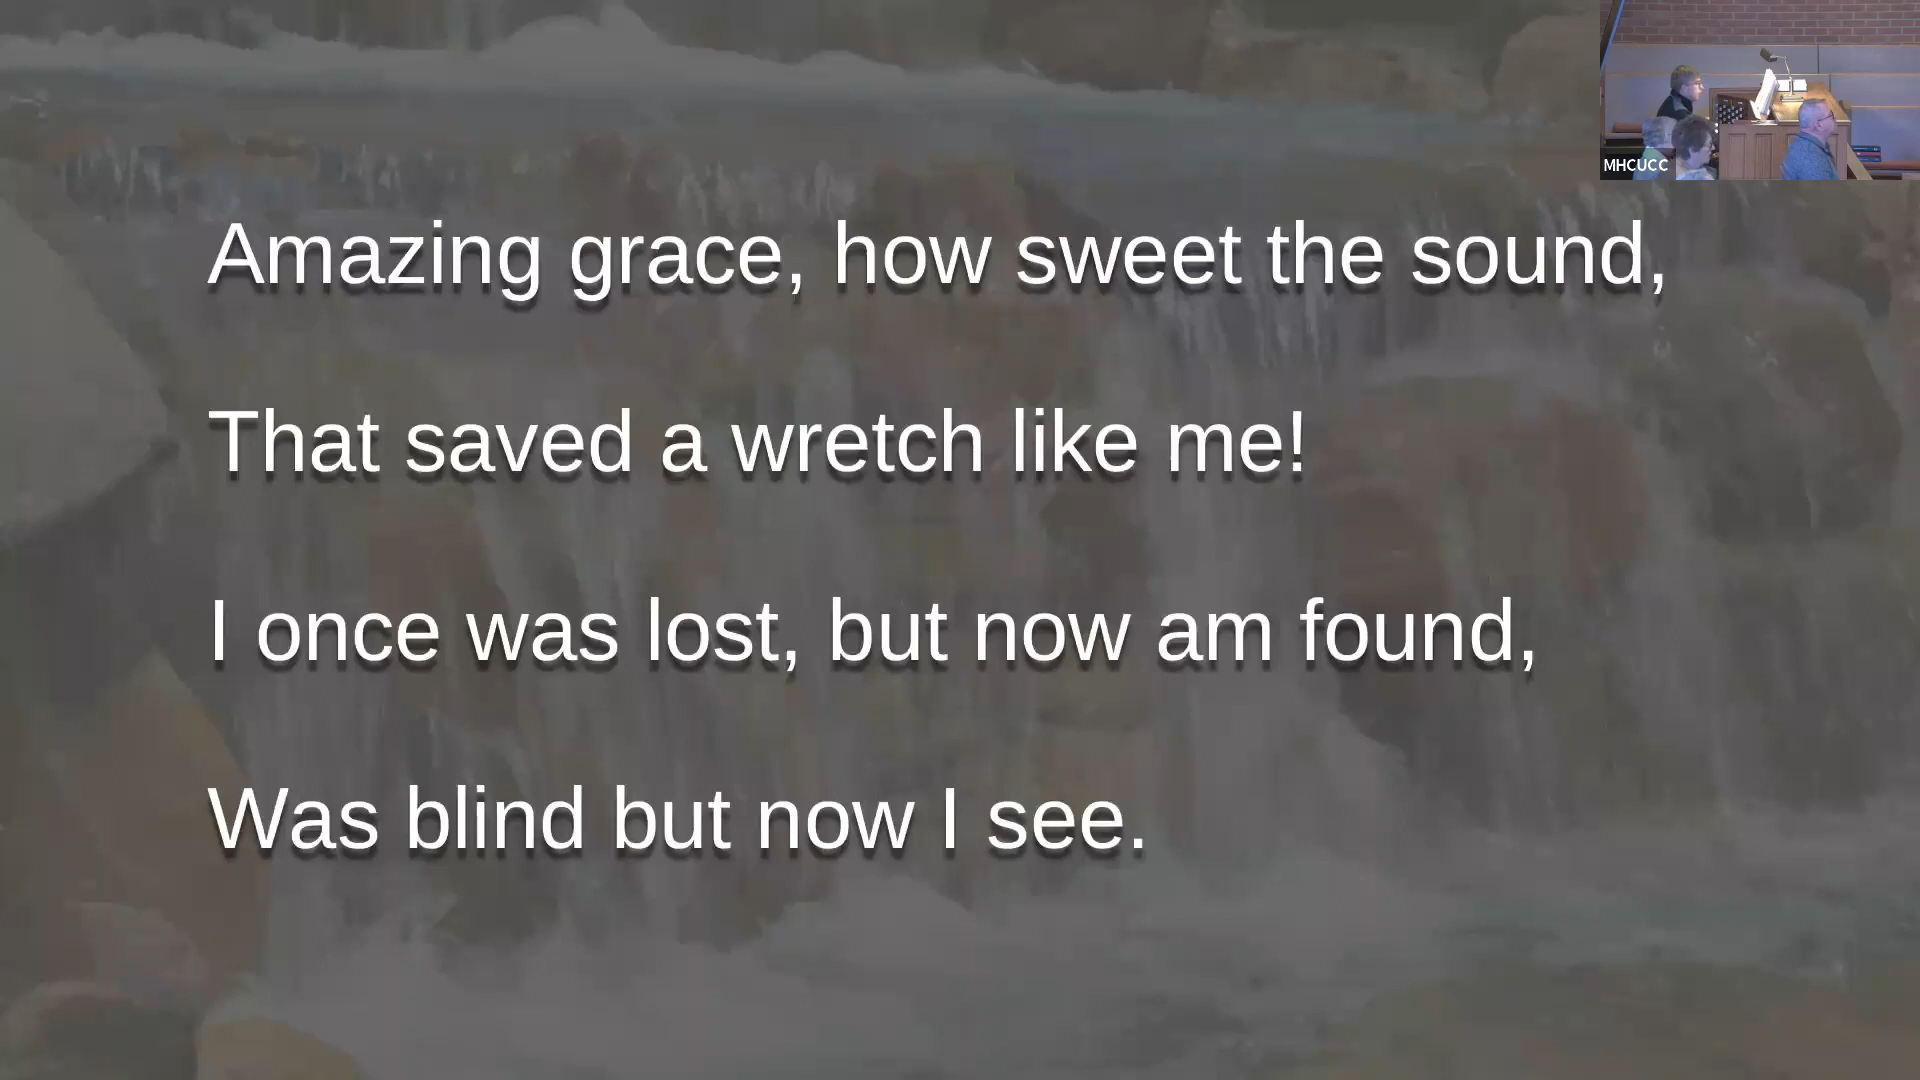 MHCUCC
Amazing grace, how sweet the sound,
That saved a wretch like me!
I once was lost, but now am found,
Was blind but now I see.